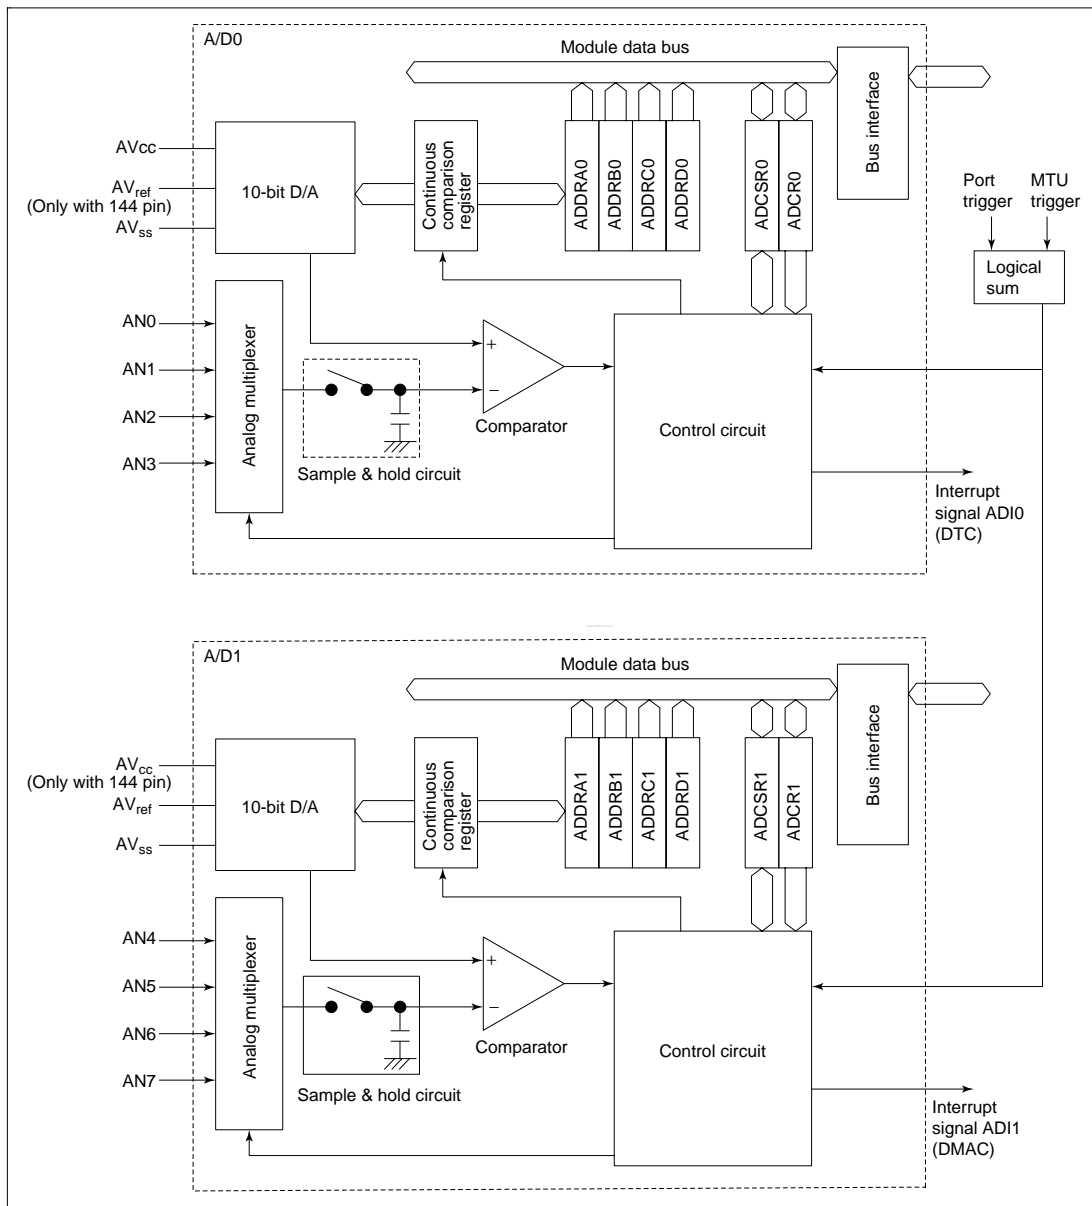 A/D0
Module data bus
Bus interface
AVcc
AVref
(Only with 144 pin)
AVss
10-bit D/A
Continuous
comparison
register
ADDRA0
ADDRB0
ADDRC0
ADDRD0
ADCSR0
ADCR0
Port
trigger
MTU
trigger
Logical
sum
AN0
AN1
AN2
AN3
Analog multiplexer
+
−
Comparator
Sample & hold circuit
Control circuit
Interrupt
signal ADI0
(DTC)
A/D1
Module data bus
Bus interface
AVcc
(Only with 144 pin)
AVref
AVss
10-bit D/A
Continuous
comparison
register
ADDRA1
ADDRB1
ADDRC1
ADDRD1
ADCSR1
ADCR1
AN4
AN5
AN6
AN7
Analog multiplexer
+
−
Comparator
Sample & hold circuit
Control circuit
Interrupt
signal ADI1
(DMAC)